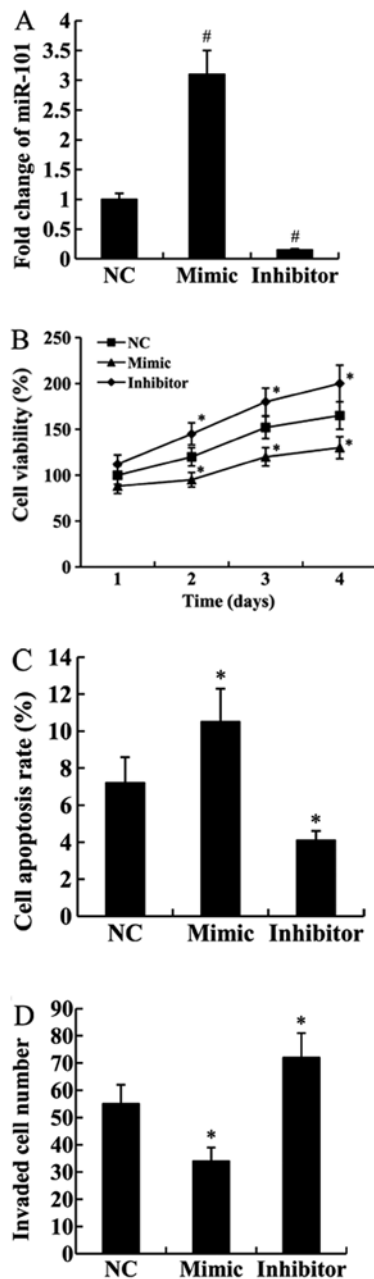 A
Fold change of miR-101
4
3.5
3
2.5
2
1.5
1
0.5
0
#
#
NC Mimic Inhibitor
B
Cell viability (%)
250
200
150
100
50
0
NC
Mimic
Inhibitor
* * *
* * *
1 2 3 4
Time (days)
C
Cell apoptosis rate (%)
14
12
10
8
6
4
2
0
*
*
NC Mimic Inhibitor
D
Invaded cell number
90
80
70
60
50
40
30
20
10
0
*
*
NC Mimic Inhibitor